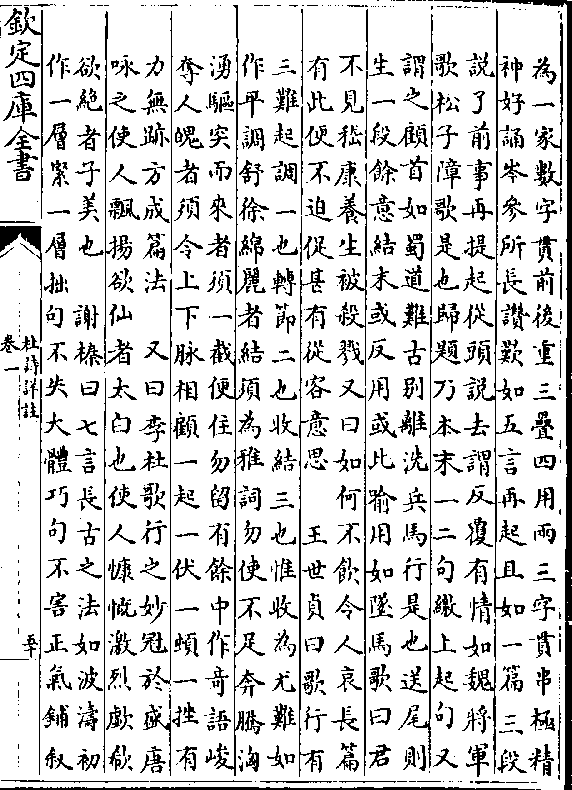 為一家數字貫前後重三疊四用兩三字貫串極精
神好誦岑參所長讚歎如五言再起且如一篇三段
說了前事再提起從頭說去謂反覆有情如魏將軍
歌松子障歌是也歸題乃本末一二句繳上起句又
謂之顧首如蜀道難古別離洗兵馬行是也送尾則
生一段餘意結末或反用或比喻用如墜馬歌曰君
不見嵇康養生被殺戮又曰如何不飲令人哀長篇
有此便不迫促甚有從容意思　王世貞曰歌行有
三難起調一也轉節二也收結三也惟收為尤難如
作平調舒徐綿麗者結須為雅詞勿使不足奔騰洶
湧驅突而來者須一截便住勿留有餘中作奇語峻
奪人魄者須令上下脉相顧一起一伏一頓一挫有
力無跡方成篇法　又曰李杜歌行之妙冠於盛唐
咏之使人飄揚欲仙者太白也使人慷慨激烈歔欷
欲絶者子美也　謝榛曰七言長古之法如波濤初
作一層緊一層拙句不失大體巧句不害正氣鋪叙
欽定四庫全書
杜詩詳註
卷一
至